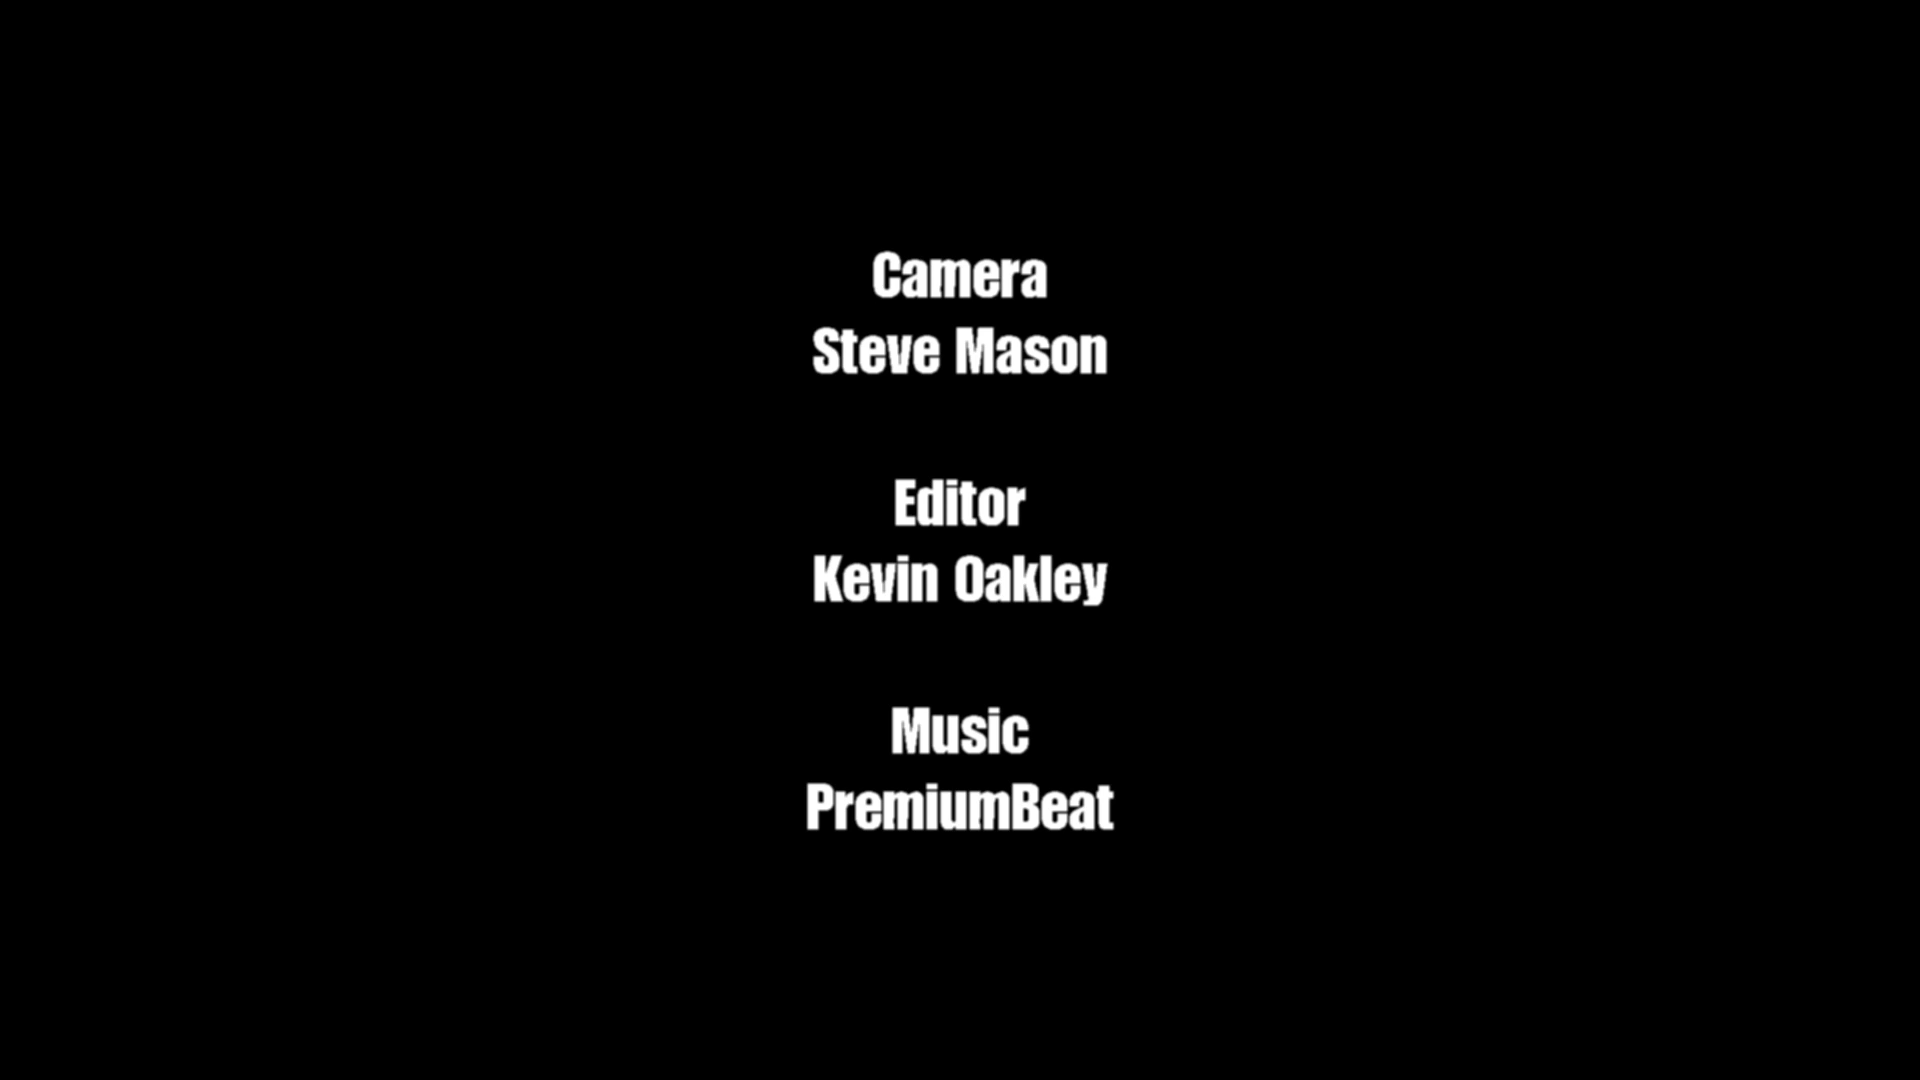 Camera
Steve Mason
Editor
Kevin Oakley
Music
PremiumBeat